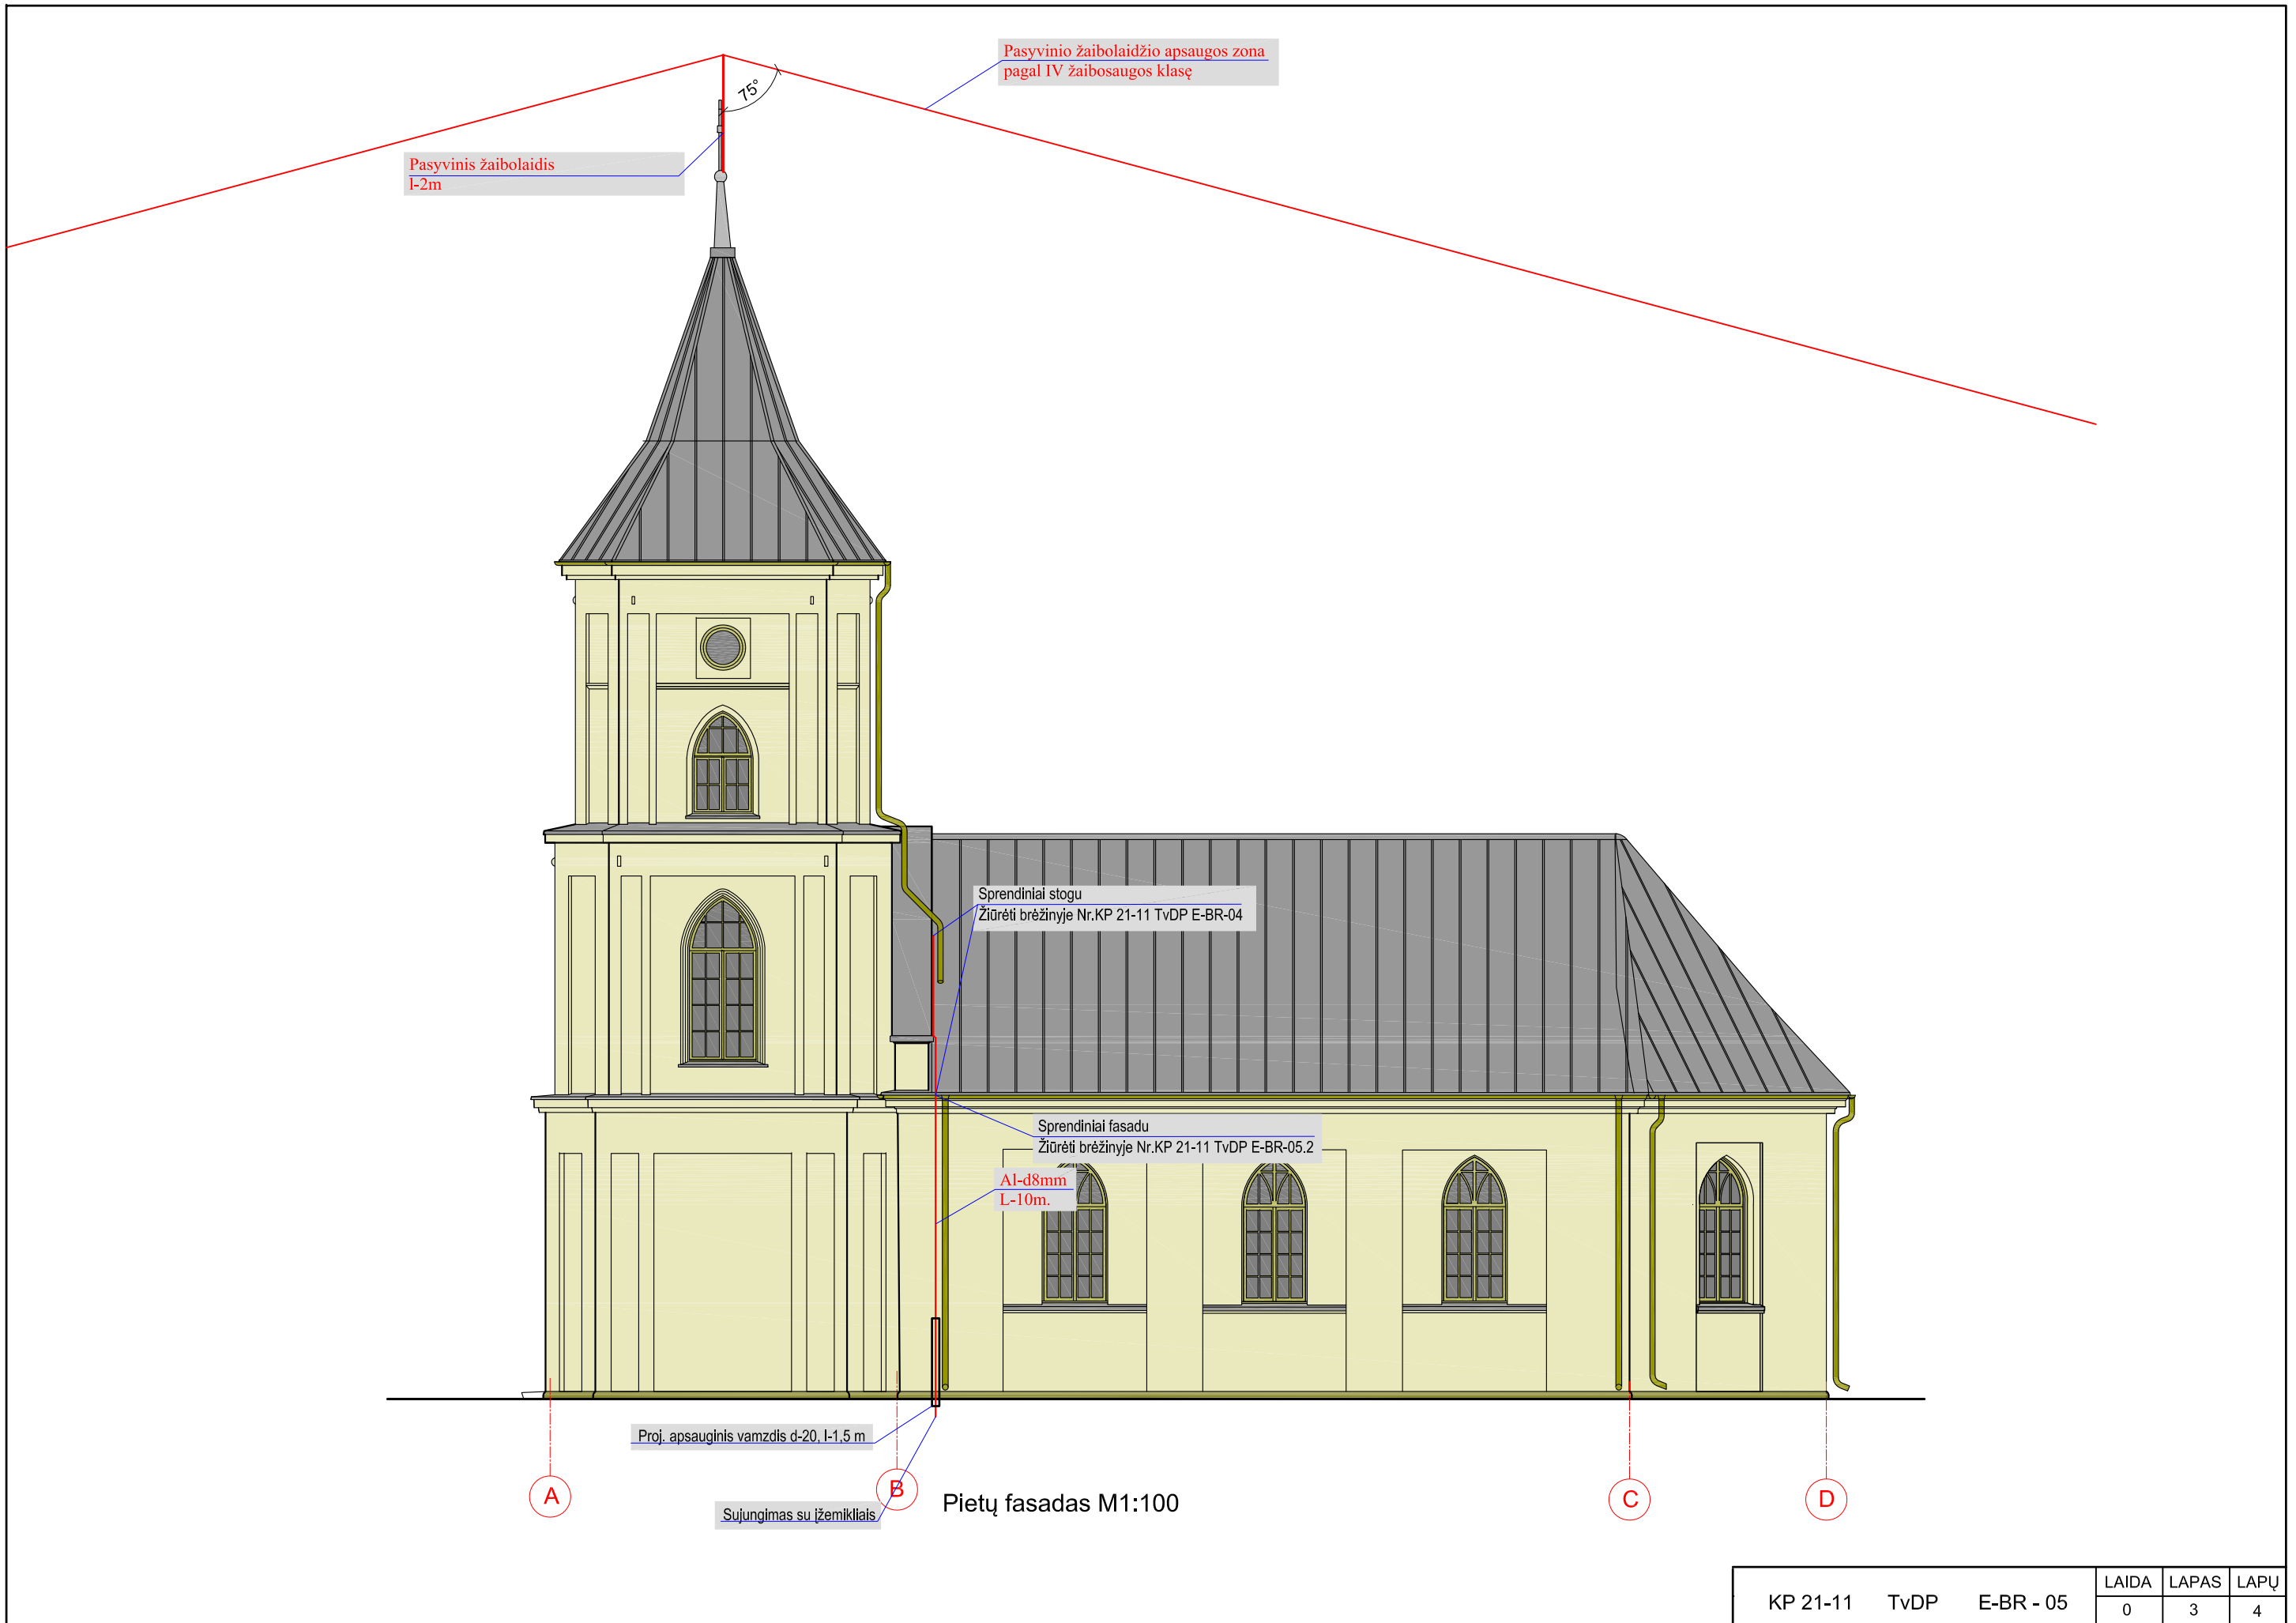 Pasyvinio žaibolaidžio apsaugos zona
pagal IV žaibosaugos klasę
75°
Pasyvinis žaibolaidis
l-2m
Sprendiniai stogu
Žiūrėti brėžinyje Nr.KP 21-11 TvDP E-BR-04
Sprendiniai fasadu
Žiūrėti brėžinyje Nr.KP 21-11 TvDP E-BR-05.2
Al-d8mm
L-10m.
Proj. apsauginis vamzdis d-20, l-1,5 m
Sujungimas su įžemikliais
A
B
C
D
Pietų fasadas M1:100
KP 21-11 TvDP E-BR - 05
LAIDA LAPAS LAPŲ
0 3 4